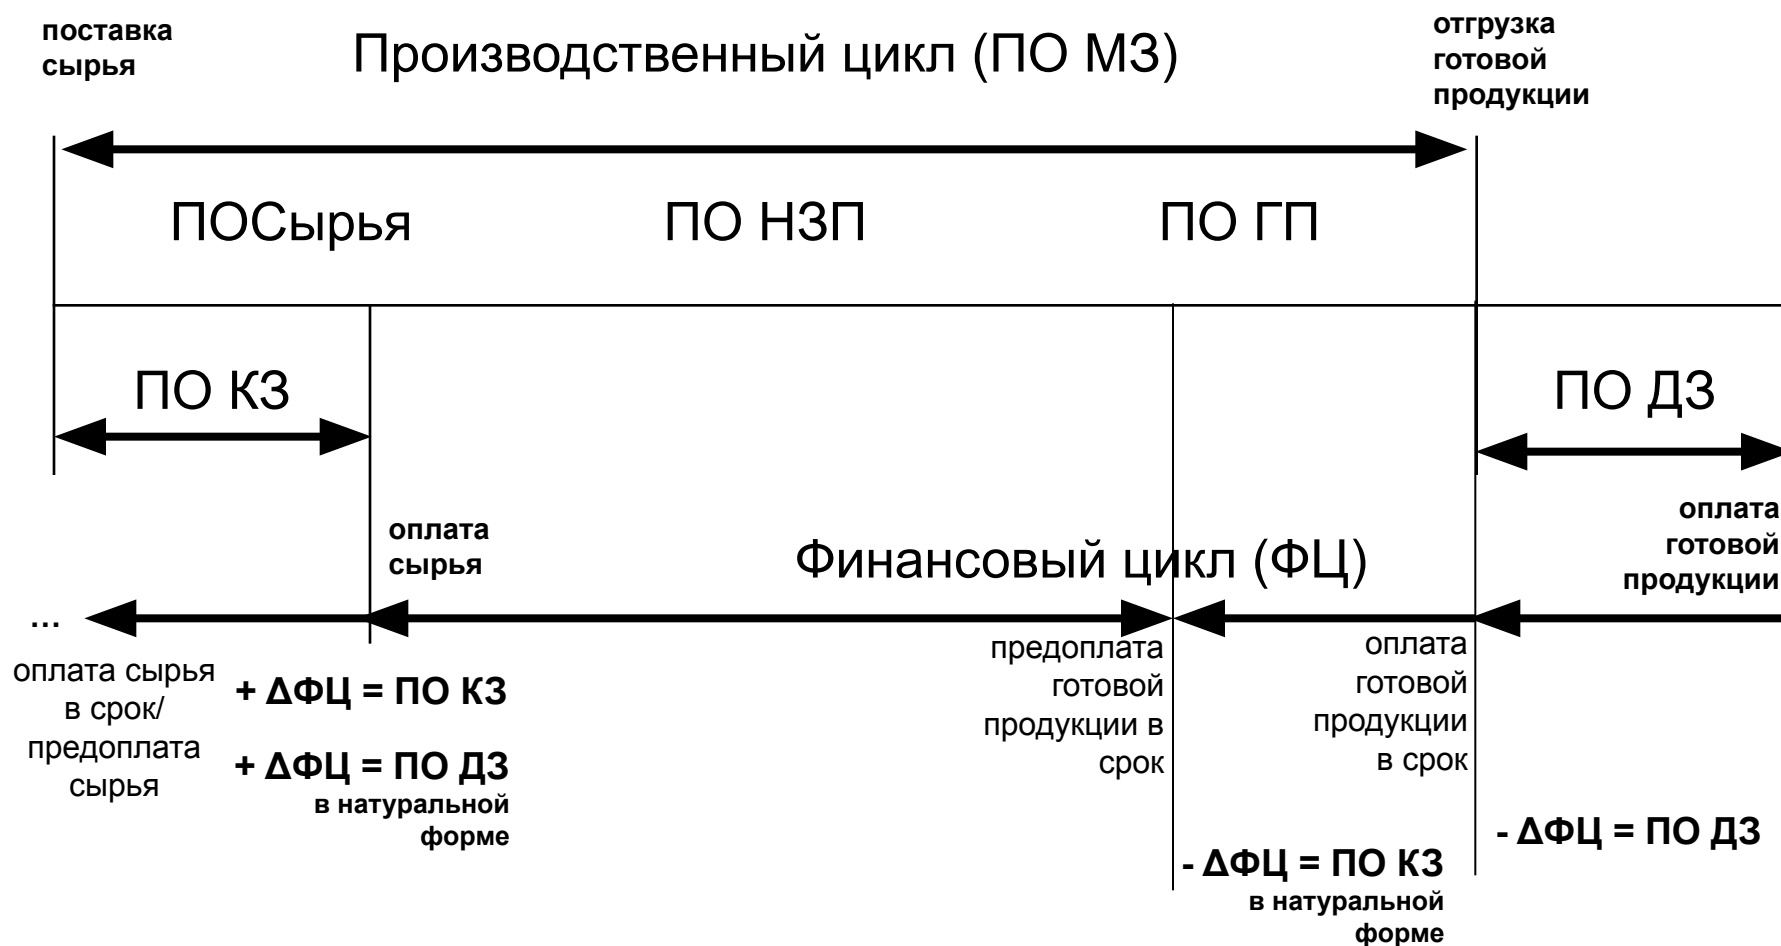 поставка
сырья
Производственный цикл (ПО МЗ)
отгрузка
готовой
продукции
ПОСырья
ПО НЗП
ПО ГП
ПО КЗ
ПО ДЗ
оплата
сырья
Финансовый цикл (ФЦ)
оплата
готовой
продукции
...
оплата сырья
в срок/
предоплата
сырья
+ ΔФЦ = ПО КЗ
+ ΔФЦ = ПО ДЗ
в натуральной
форме
предоплата
готовой
продукции в
срок
оплата
готовой
продукции
в срок
- ΔФЦ = ПО КЗ
в натуральной
форме
- ΔФЦ = ПО ДЗ